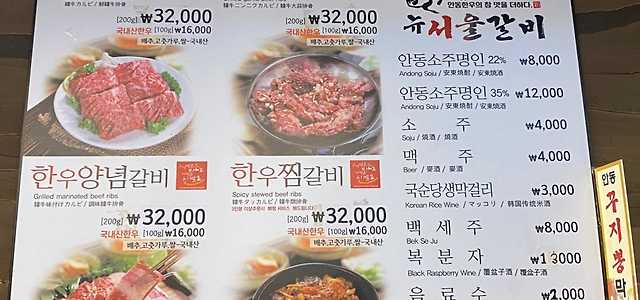 韓牛カルビ / 鮮韓牛排骨
[200g] ₩32,000
국내산한우 [100g] ₩16,000
배추,고춧가루,쌀-국내산
韓牛ニンニクカルビ / 韓牛大蒜排骨
[200g] ₩32,000
국내산한우 [100g] ₩16,000
배추,고춧가루,쌀-국내산
한우양념갈비
Grilled marinated beef ribs
韓牛味付けカルビ / 調味韓牛排骨
[200g] ₩32,000
국내산한우 [100g] ₩16,000
배추,고춧가루,쌀-국내산
한우찜갈비
Spicy stewed beef ribs
韓牛タッカルビ / 韓牛燉排骨
[200g] ₩32,000
국내산한우 [100g] ₩16,000
배추,고춧가루,쌀-국내산
안동한우의 참 맛을 더하다.
뉴서울갈비
안동소주명인 22% ₩8,000
Andong Soju / 安東焼酎 / 安東烧酒
안동소주명인 35% ₩12,000
Andong Soju / 安東焼酎 / 安東烧酒
소 주 ₩4,000
Soju / 燒酒 / 烧酒
맥 주 ₩4,000
Beer / 麥酒 / 麦酒
국순당생막걸리 ₩3,000
Korean Rice Wine / マッコリ / 韩国传统米酒
백 세 주 ₩8,000
Bek Se Ju
복 분 자 ₩13000
Black Raspberry Wine / 覆盆子酒 / 覆盆子酒
음 료 수 ₩2,000
안동
구지뽕
막